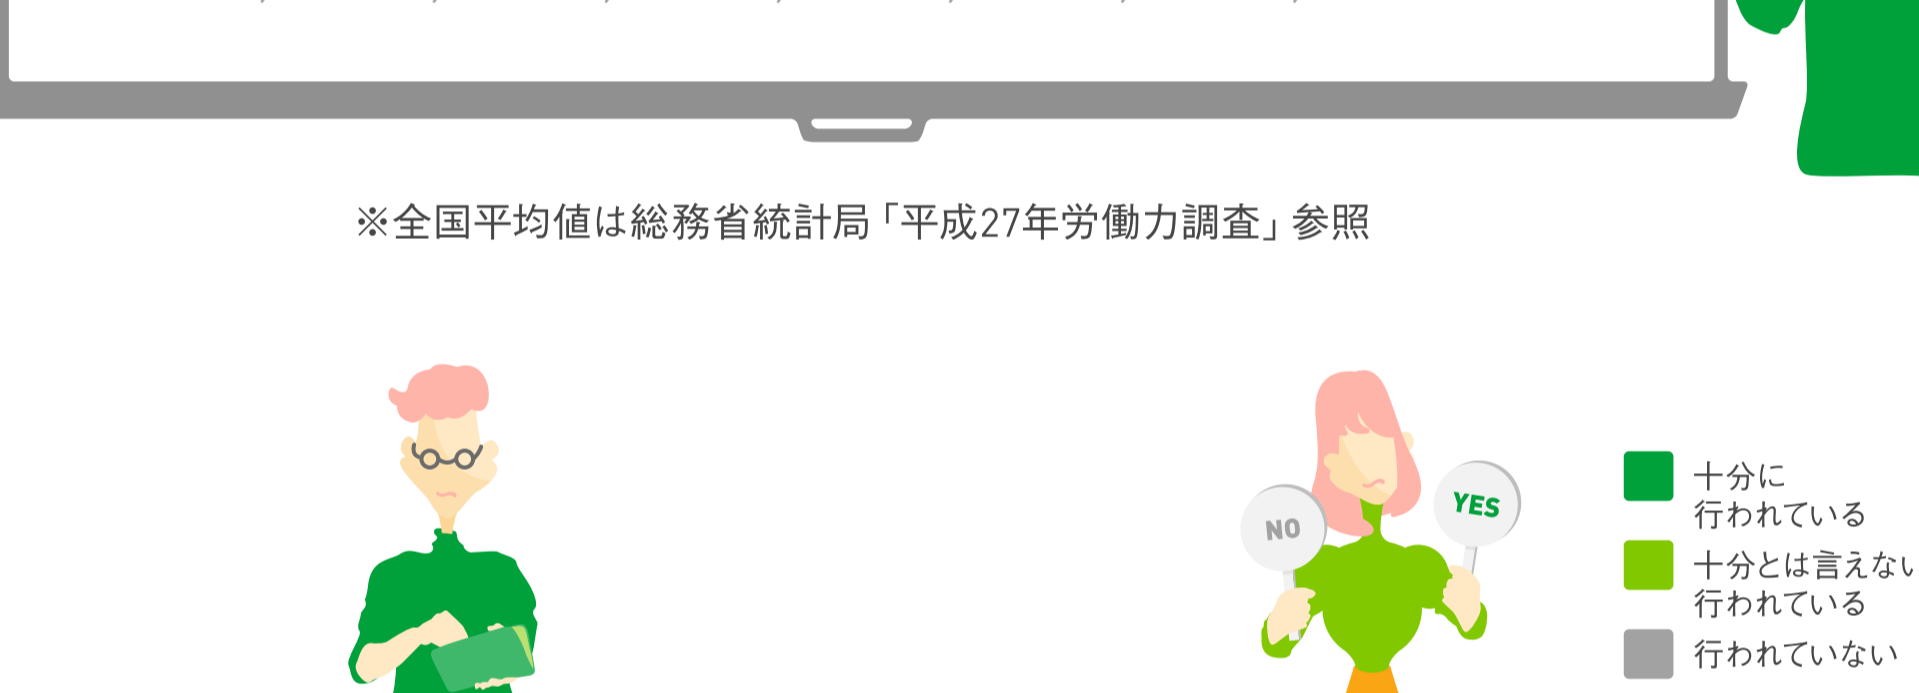 ※全国平均値は総務省統計局「平成27年労働力調査」参照
NO
YES
十分に
行われている
十分とは言えない
行われている
行われていない